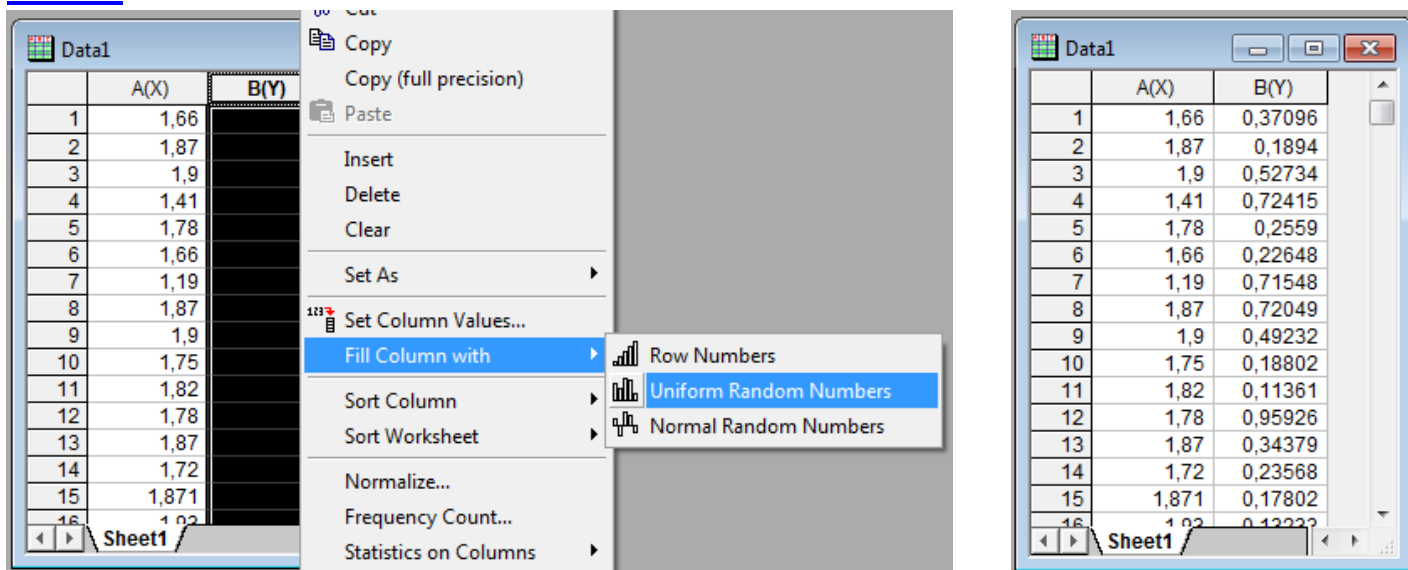 Data1
A(X) B(Y)
1 1,66
2 1,87
3 1,9
4 1,41
5 1,78
6 1,66
7 1,19
8 1,87
9 1,9
10 1,75
11 1,82
12 1,78
13 1,87
14 1,72
15 1,871
16 1,93
Sheet1
Cut
Copy
Copy (full precision)
Paste
Insert
Delete
Clear
Set As
Set Column Values...
Fill Column with
Sort Column
Sort Worksheet
Normalize...
Frequency Count...
Statistics on Columns
Row Numbers
Uniform Random Numbers
Normal Random Numbers
Data1
A(X) B(Y)
1 1,66 0,37096
2 1,87 0,1894
3 1,9 0,52734
4 1,41 0,72415
5 1,78 0,2559
6 1,66 0,22648
7 1,19 0,71548
8 1,87 0,72049
9 1,9 0,49232
10 1,75 0,18802
11 1,82 0,11361
12 1,78 0,95926
13 1,87 0,34379
14 1,72 0,23568
15 1,871 0,17802
16 1,93
Sheet1